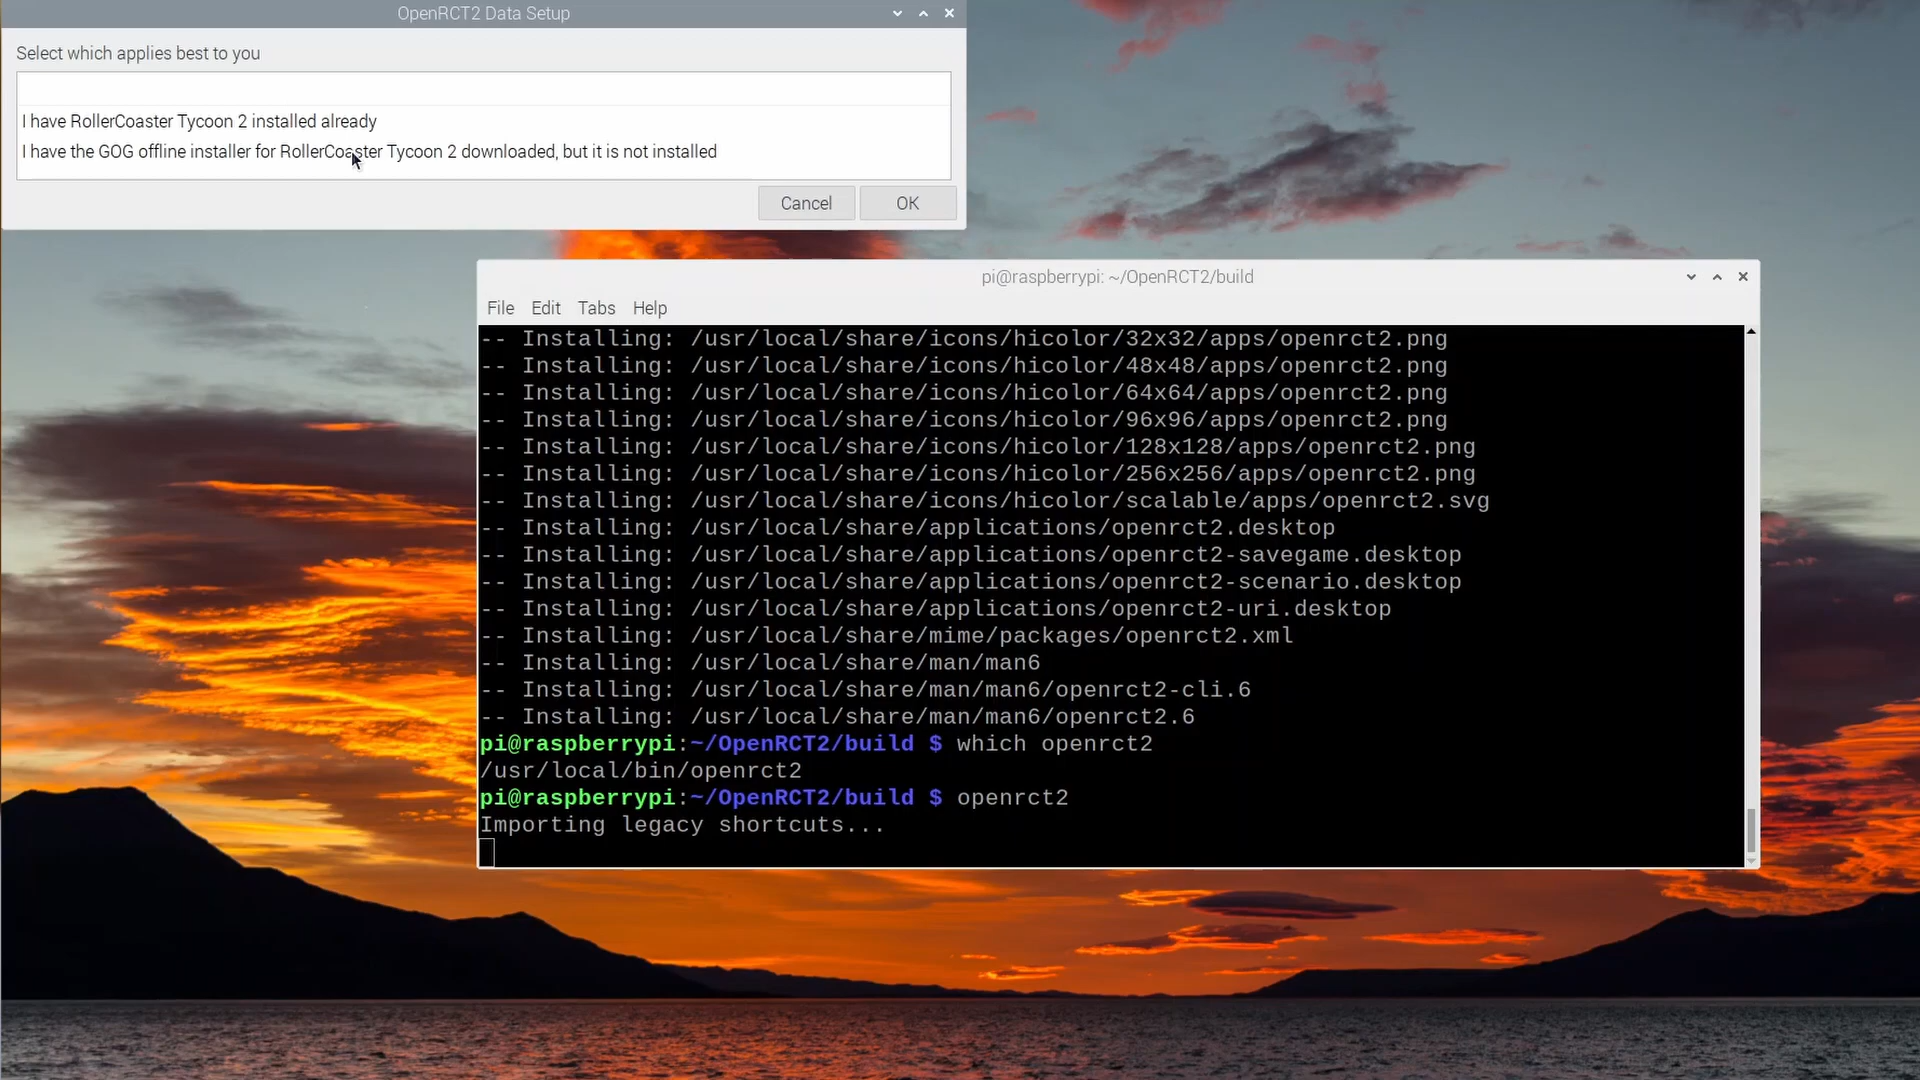 OpenRCT2 Data Setup
Select which applies best to you
I have RollerCoaster Tycoon 2 installed already
I have the GOG offline installer for RollerCoaster Tycoon 2 downloaded, but it is not installed
Cancel OK
pi@raspberrypi: ~/OpenRCT2/build
File Edit Tabs Help
-- Installing: /usr/local/share/icons/hicolor/32x32/apps/openrct2.png
-- Installing: /usr/local/share/icons/hicolor/48x48/apps/openrct2.png
-- Installing: /usr/local/share/icons/hicolor/64x64/apps/openrct2.png
-- Installing: /usr/local/share/icons/hicolor/96x96/apps/openrct2.png
-- Installing: /usr/local/share/icons/hicolor/128x128/apps/openrct2.png
-- Installing: /usr/local/share/icons/hicolor/256x256/apps/openrct2.png
-- Installing: /usr/local/share/icons/hicolor/scalable/apps/openrct2.svg
-- Installing: /usr/local/share/applications/openrct2.desktop
-- Installing: /usr/local/share/applications/openrct2-savegame.desktop
-- Installing: /usr/local/share/applications/openrct2-scenario.desktop
-- Installing: /usr/local/share/applications/openrct2-uri.desktop
-- Installing: /usr/local/share/mime/packages/openrct2.xml
-- Installing: /usr/local/share/man/man6
-- Installing: /usr/local/share/man/man6/openrct2-cli.6
-- Installing: /usr/local/share/man/man6/openrct2.6
pi@raspberrypi:~/OpenRCT2/build $ which openrct2
/usr/local/bin/openrct2
pi@raspberrypi:~/OpenRCT2/build $ openrct2
Importing legacy shortcuts...